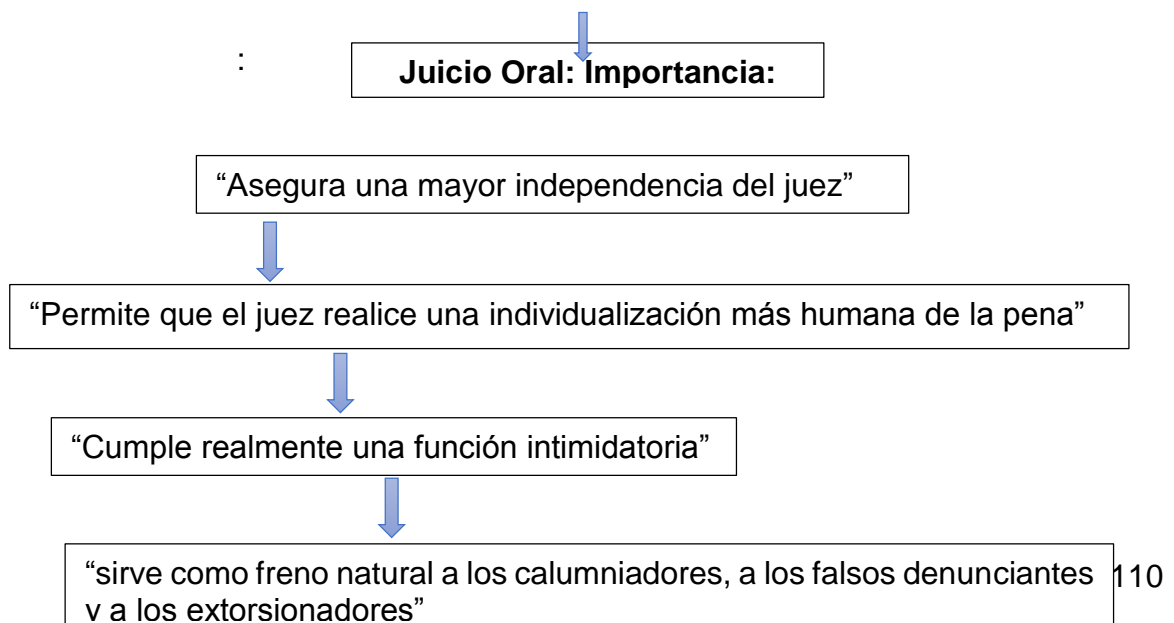 :
Juicio Oral: Importancia:
“Asegura una mayor independencia del juez”
“Permite que el juez realice una individualización más humana de la pena”
“Cumple realmente una función intimidatoria”
“sirve como freno natural a los calumniadores, a los falsos denunciantes
110
y a los extorsionadores”